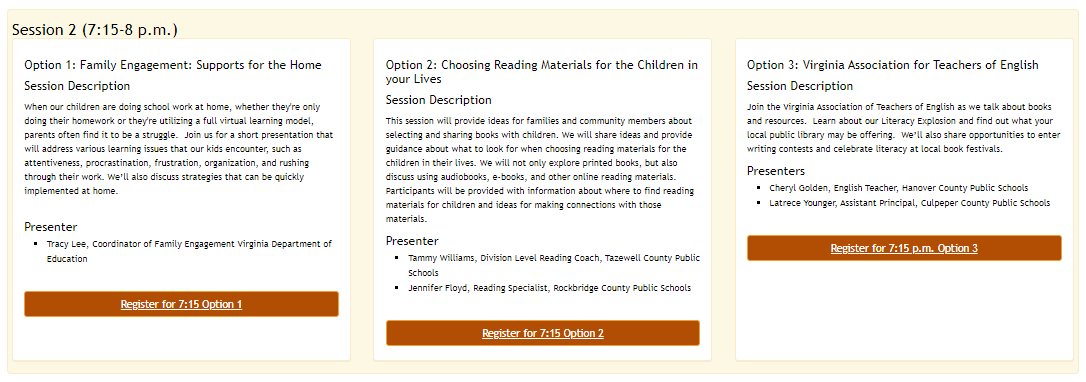 Session 2 (7:15-8 p.m.)
Option 1: Family Engagement: Supports for the Home
Session Description
When our children are doing school work at home, whether they're only
doing their homework or they're utilizing a full virtual learning model,
parents often find it to be a struggle. Join us for a short presentation that
will address various learning issues that our kids encounter, such as
attentiveness, procrastination, frustration, organization, and rushing
through their work. We'll also discuss strategies that can be quickly
implemented at home.
Presenter
Tracy Lee, Coordinator of Family Engagement Virginia Department of
Education
Register for 7:15 Option 1
Option 2: Choosing Reading Materials for the Children in
your Lives
Session Description
This session will provide ideas for families and community members about
selecting and sharing books with children. We will share ideas and provide
guidance about what to look for when choosing reading materials for the
children in their lives. We will not only explore printed books, but also
discuss using audiobooks, e-books, and other online reading materials.
Participants will be provided with information about where to find reading
materials for children and ideas for making connections with those
materials.
Presenter
Tammy Williams, Division Level Reading Coach, Tazewell County Public
Schools
Jennifer Floyd, Reading Specialist, Rockbridge County Public Schools
Register for 7:15 Option 2
Option 3: Virginia Association for Teachers of English
Session Description
Join the Virginia Association of Teachers of English as we talk about books
and resources. Learn about our Literacy Explosion and find out what your
local public library may be offering. We'll also share opportunities to enter
writing contests and celebrate literacy at local book festivals.
Presenters
Cheryl Golden, English Teacher, Hanover County Public Schools
Latrece Younger, Assistant Principal, Culpeper County Public Schools
Register for 7:15 p.m. Option 3